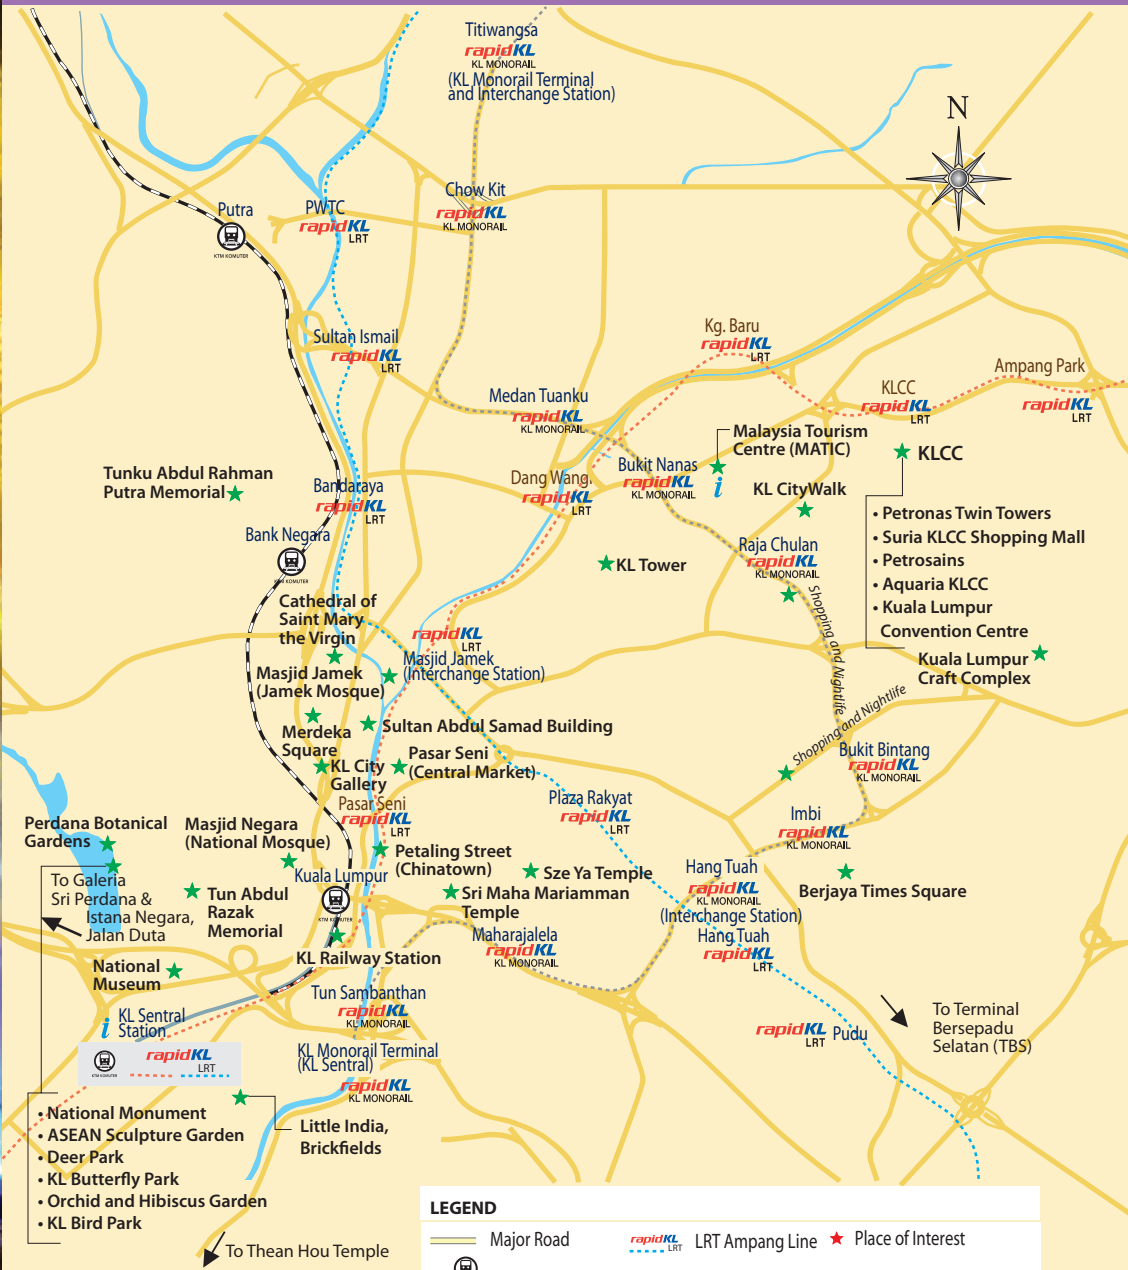 Titiwangsa
rapidKL
KL MONORAIL
(KL Monorail Terminal
and Interchange Station)
N
Chow Kit
rapidKL
KL MONORAIL
Putra
KTM KOMUTER
PWTC
rapidKL
LRT
Sultan Ismail
rapidKL
LRT
Kg. Baru
rapidKL
LRT
Ampang Park
rapidKL
LRT
KLCC
rapidKL
LRT
Medan Tuanku
rapidKL
KL MONORAIL
Malaysia Tourism
Centre (MATIC)
i
KLCC
• Petronas Twin Towers
• Suria KLCC Shopping Mall
• Petrosains
• Aquaria KLCC
• Kuala Lumpur
Convention Centre
Tunku Abdul Rahman
Putra Memorial
Bandaraya
rapidKL
LRT
Dang Wangi
rapidKL
LRT
Bukit Nanas
rapidKL
KL MONORAIL
KL CityWalk
Bank Negara
KTM KOMUTER
KL Tower
Raja Chulan
rapidKL
KL MONORAIL
Shopping and Nightlife
Cathedral of
Saint Mary
the Virgin
rapidKL
LRT
Masjid Jamek
(Interchange Station)
Masjid Jamek
(Jamek Mosque)
Kuala Lumpur
Craft Complex
Shopping and Nightlife
Merdeka
Square
Sultan Abdul Samad Building
KL City
Gallery
Pasar Seni
(Central Market)
Bukit Bintang
rapidKL
KL MONORAIL
Pasar Seni
rapidKL
LRT
Plaza Rakyat
rapidKL
LRT
Imbi
rapidKL
KL MONORAIL
Perdana Botanical
Gardens
Masjid Negara
(National Mosque)
Petaling Street
(Chinatown)
Sze Ya Temple
Hang Tuah
rapidKL
KL MONORAIL
(Interchange Station)
Hang Tuah
rapidKL
LRT
Berjaya Times Square
To Galeria
Sri Perdana &
Istana Negara,
Jalan Duta
Tun Abdul
Razak
Memorial
Kuala Lumpur
KTM KOMUTER
Sri Maha Mariamman
Temple
Maharajalela
rapidKL
KL MONORAIL
KL Railway Station
National
Museum
Tun Sambanthan
rapidKL
KL MONORAIL
i
KL Sentral
Station
KTM KOMUTER
rapidKL
LRT
KL Monorail Terminal
(KL Sentral)
rapidKL
KL MONORAIL
rapidKL
LRT
Pudu
To Terminal
Bersepadu
Selatan (TBS)
Little India,
Brickfields
• National Monument
• ASEAN Sculpture Garden
• Deer Park
• KL Butterfly Park
• Orchid and Hibiscus Garden
• KL Bird Park
To Thean Hou Temple
LEGEND
Major Road
rapidKL
LRT
LRT Ampang Line
Place of Interest